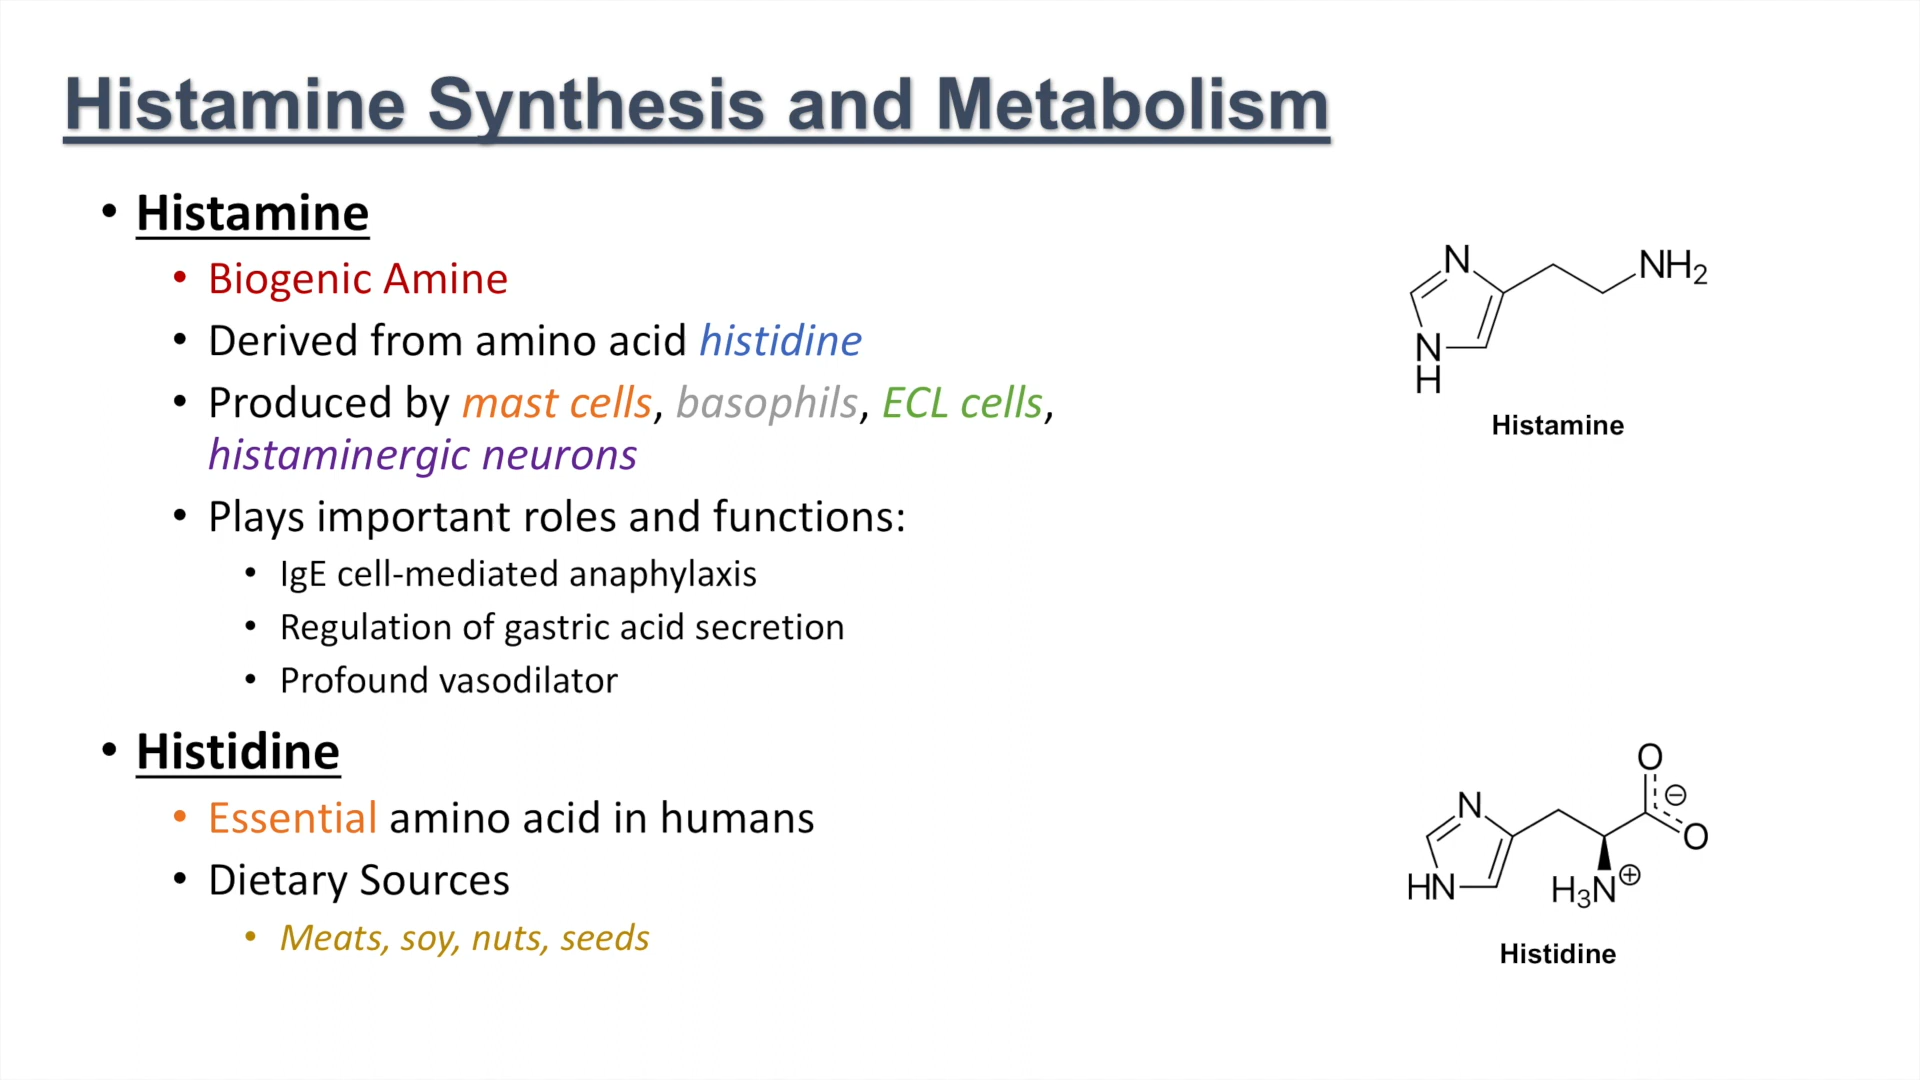 Histamine Synthesis and Metabolism
• Histamine
• Biogenic Amine
• Derived from amino acid histidine
• Produced by mast cells, basophils, ECL cells,
histaminergic neurons
• Plays important roles and functions:
• IgE cell-mediated anaphylaxis
• Regulation of gastric acid secretion
• Profound vasodilator
• Histidine
• Essential amino acid in humans
• Dietary Sources
• Meats, soy, nuts, seeds
N
NH₂
N
H
Histamine
O
⊖
N
O
HN
H₃N⊕
Histidine